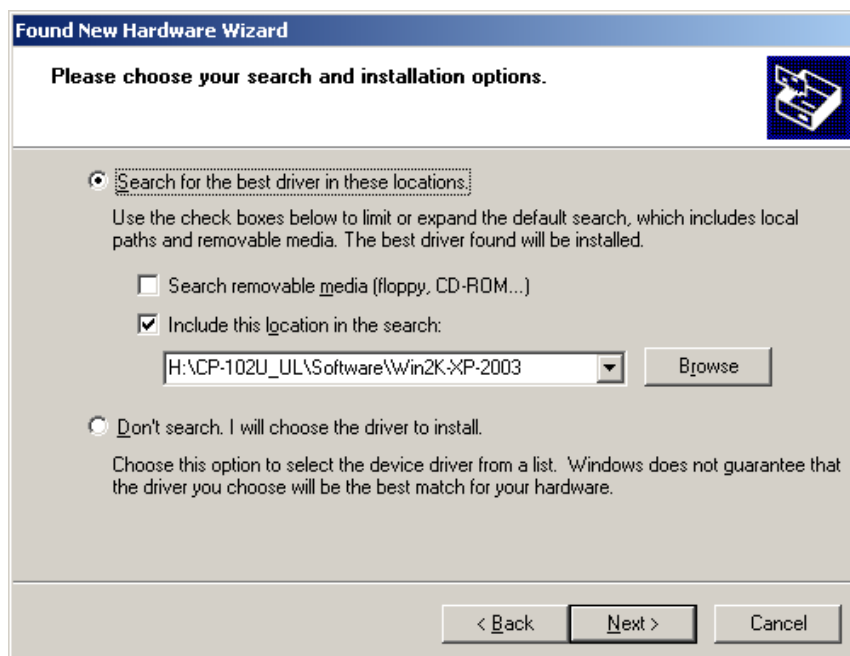 Found New Hardware Wizard
Please choose your search and installation options.
Search for the best driver in these locations.
Use the check boxes below to limit or expand the default search, which includes local
paths and removable media. The best driver found will be installed.
Search removable media (floppy, CD-ROM...)
Include this location in the search:
H:\CP-102U_UL\Software\Win2K-XP-2003
Browse
Don't search. I will choose the driver to install.
Choose this option to select the device driver from a list.  Windows does not guarantee that
the driver you choose will be the best match for your hardware.
< Back
Next >
Cancel